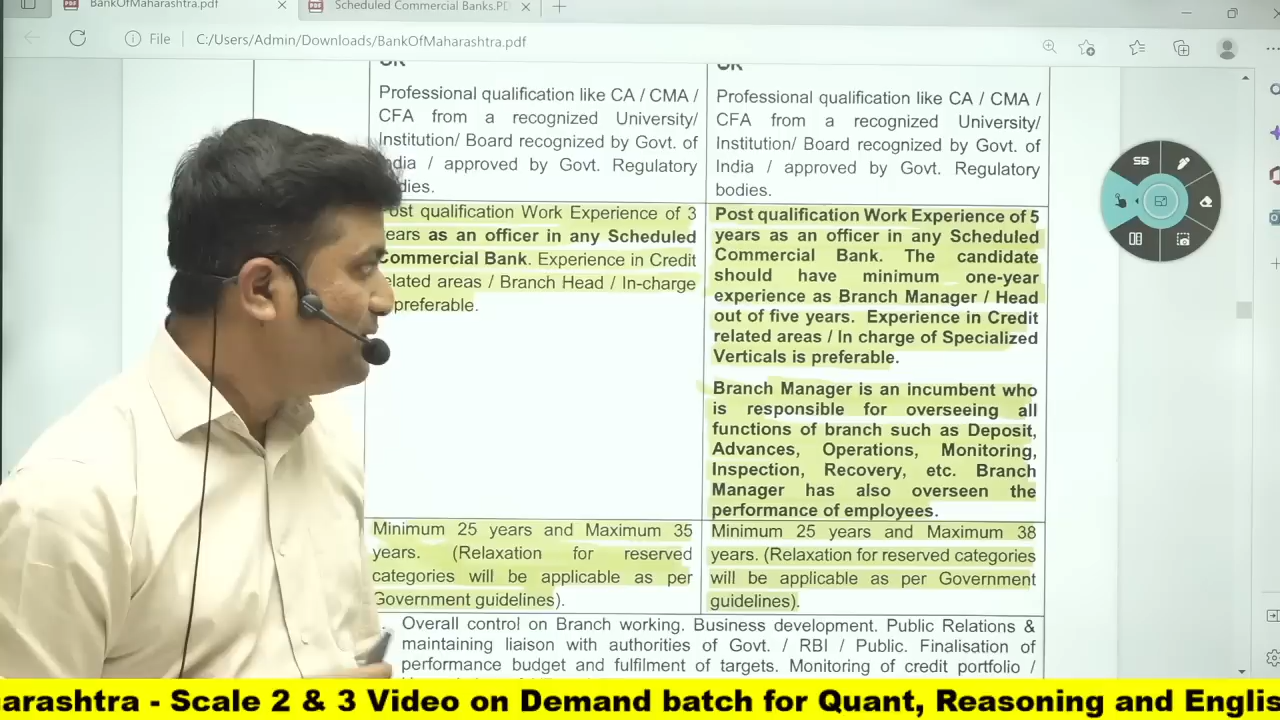 BankOfMaharashtra.pdf
Scheduled Commercial Banks.PD
File
C:/Users/Admin/Downloads/BankOfMaharashtra.pdf
OR
Professional qualification like CA / CMA /
CFA from a recognized University/
Institution/ Board recognized by Govt. of
India / approved by Govt. Regulatory
dies.
OR
Professional qualification like CA / CMA /
CFA from a recognized University/
Institution/ Board recognized by Govt. of
India / approved by Govt. Regulatory
bodies.
ost qualification Work Experience of 3
ears as an officer in any Scheduled
Commercial Bank. Experience in Credit
elated areas / Branch Head / In-charge
preferable.
Post qualification Work Experience of 5
years as an officer in any Scheduled
Commercial Bank. The candidate
should have minimum one-year
experience as Branch Manager / Head
out of five years. Experience in Credit
related areas / In charge of Specialized
Verticals is preferable.
Branch Manager is an incumbent who
is responsible for overseeing all
functions of branch such as Deposit,
Advances, Operations, Monitoring,
Inspection, Recovery, etc. Branch
Manager has also overseen the
performance of employees.
Minimum 25 years and Maximum 35
years. (Relaxation for reserved
categories will be applicable as per
Government guidelines).
Minimum 25 years and Maximum 38
years. (Relaxation for reserved categories
will be applicable as per Government
guidelines).
Overall control on Branch working. Business development. Public Relations &
maintaining liaison with authorities of Govt. / RBI / Public. Finalisation of
performance budget and fulfilment of targets. Monitoring of credit portfolio /
SB
arashtra - Scale 2 & 3 Video on Demand batch for Quant, Reasoning and Englis